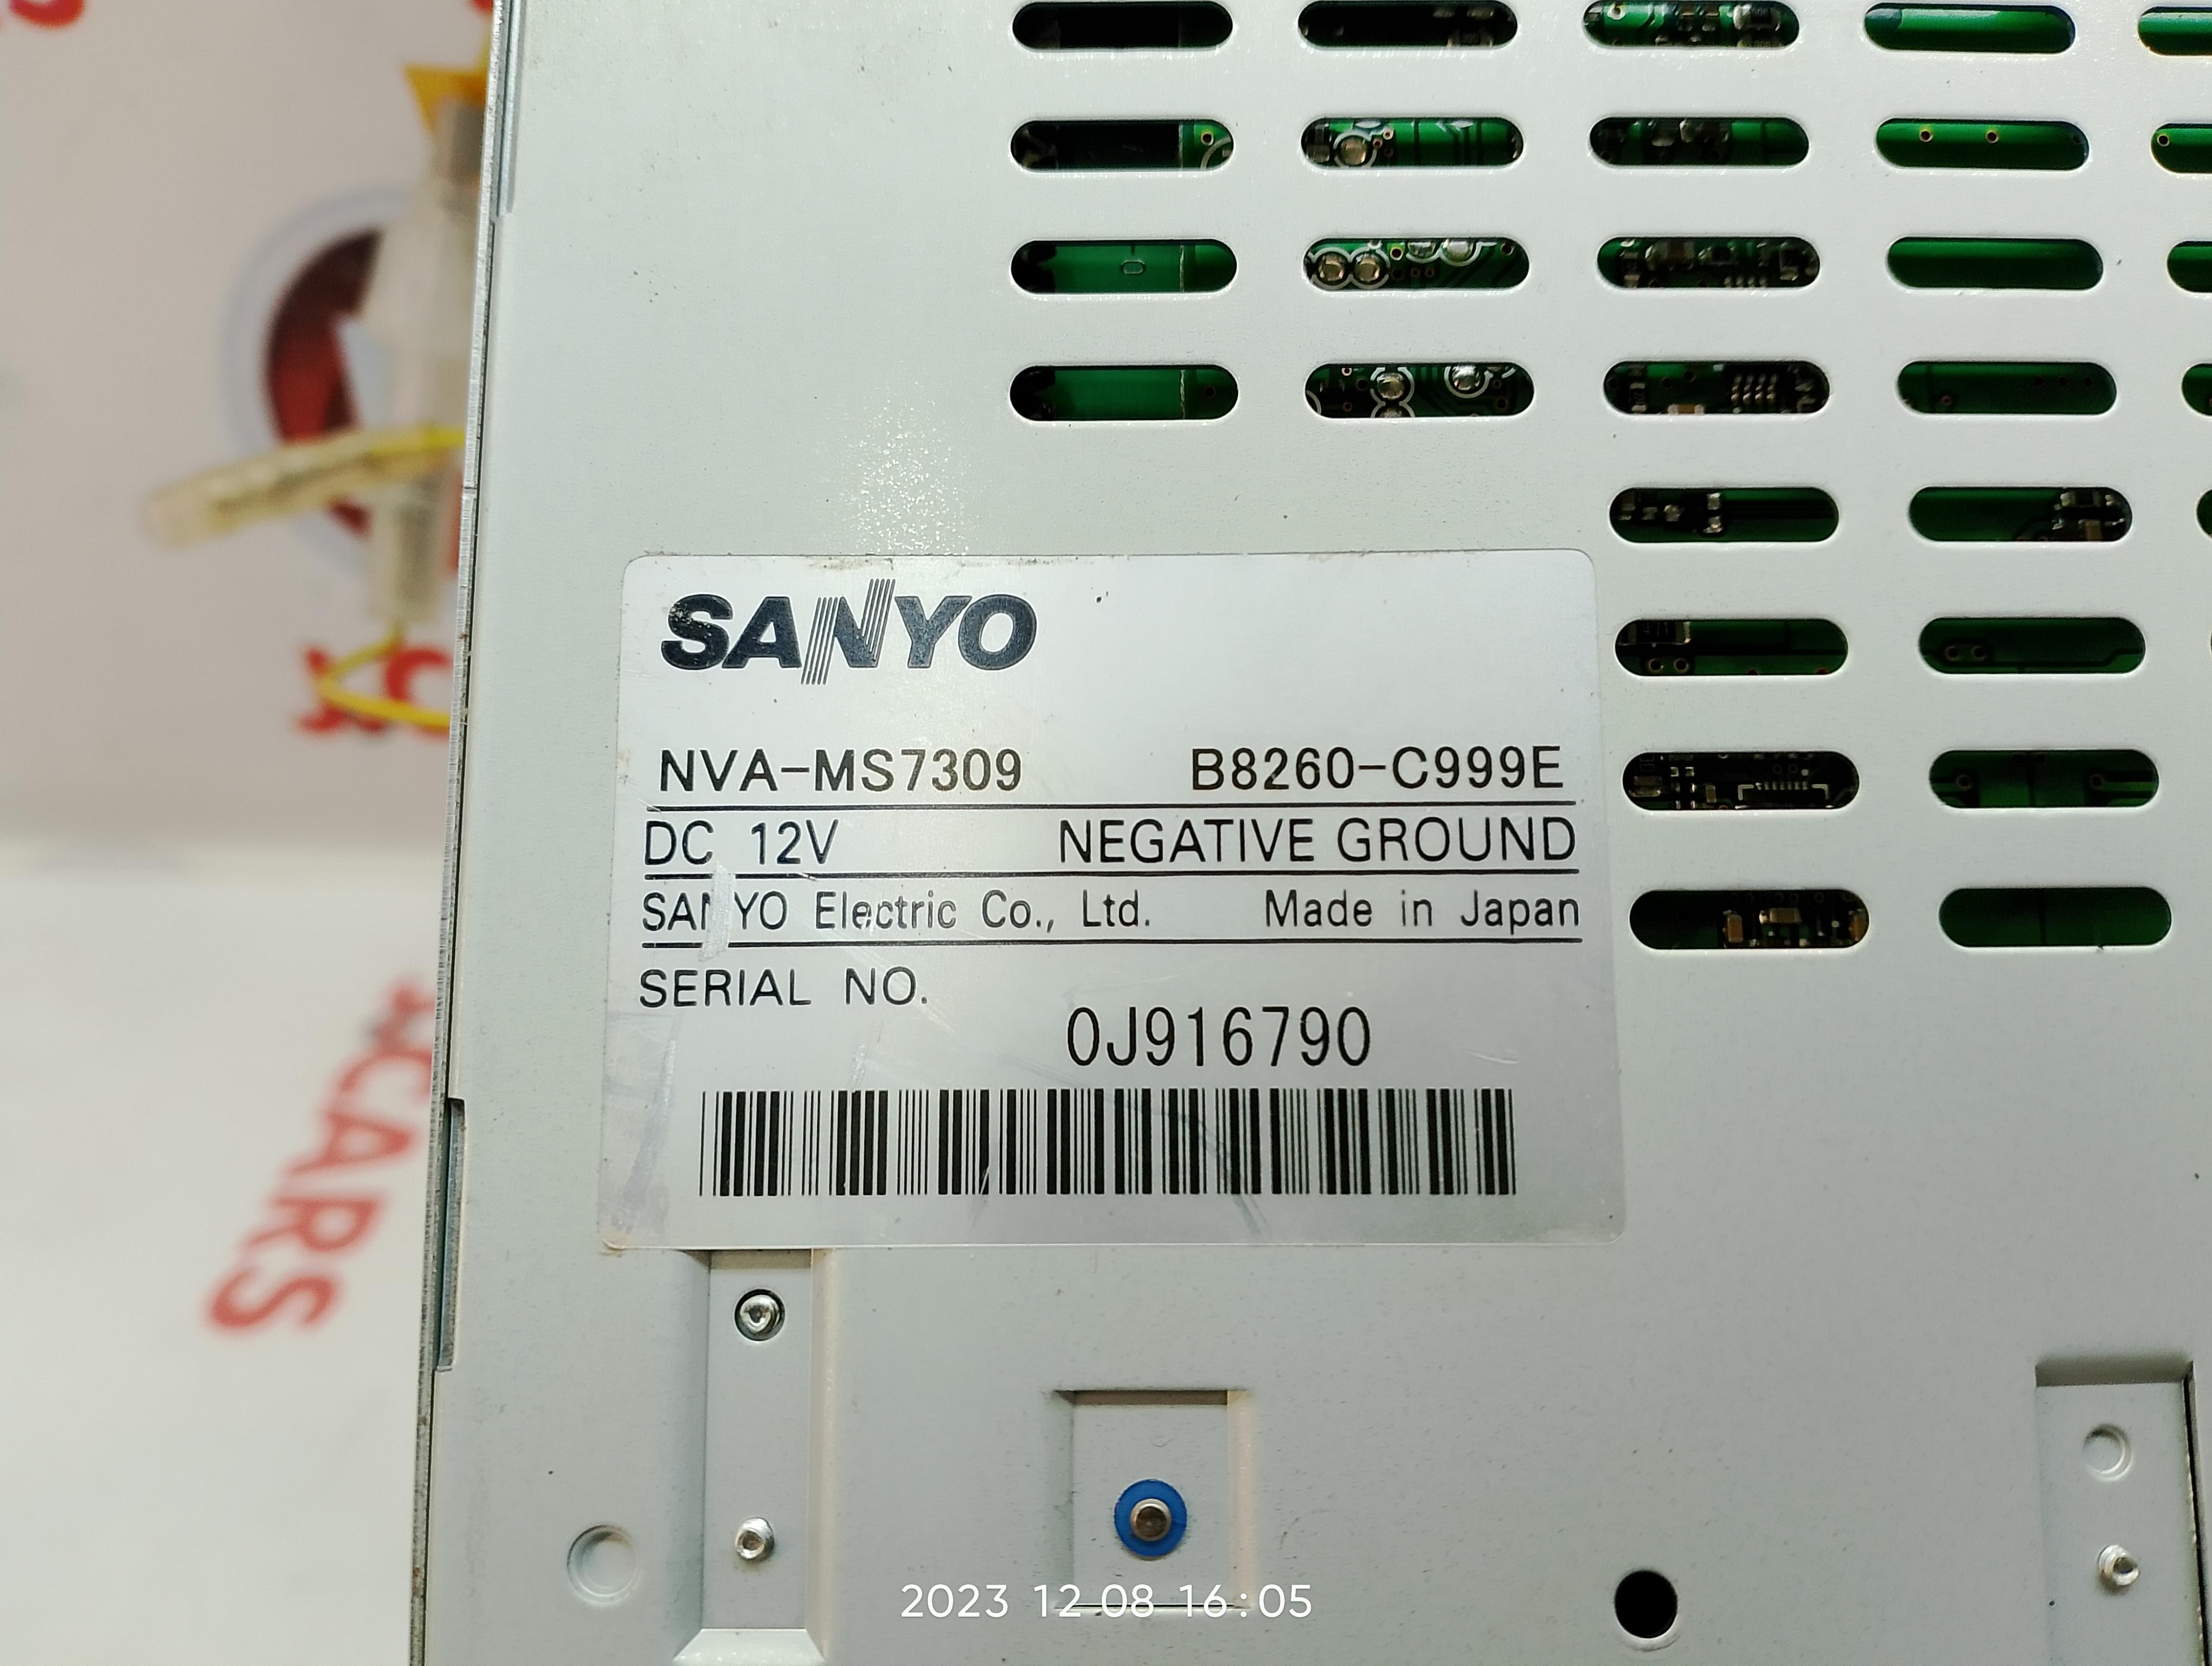 SANYO
NVA-MS7309 B8260-C999E
DC 12V NEGATIVE GROUND
SANYO Electric Co., Ltd. Made in Japan
SERIAL NO.
0J916790
CARS
2023 12 08 16:05